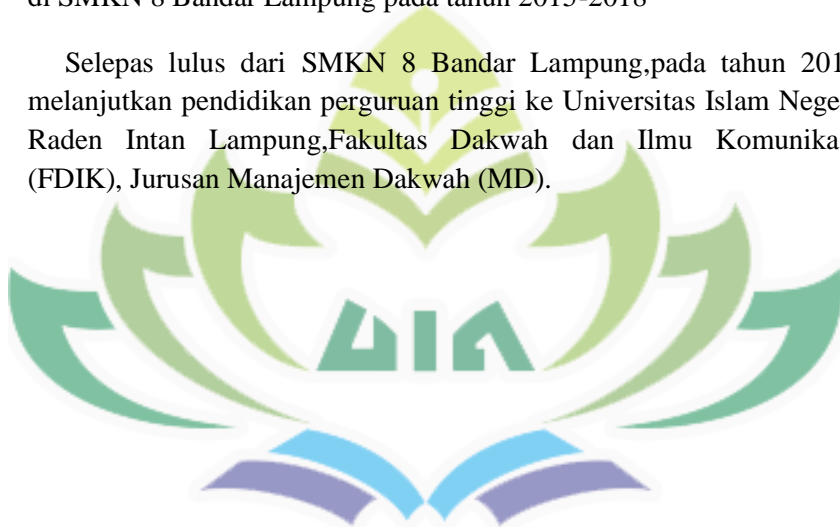 di SMKN 8 Bandar Lampung pada tahun 2015-2018
Selepas lulus dari SMKN 8 Bandar Lampung,pada tahun 201
melanjutkan pendidikan perguruan tinggi ke Universitas Islam Nege
Raden Intan Lampung,Fakultas Dakwah dan Ilmu Komunika
(FDIK), Jurusan Manajemen Dakwah (MD).